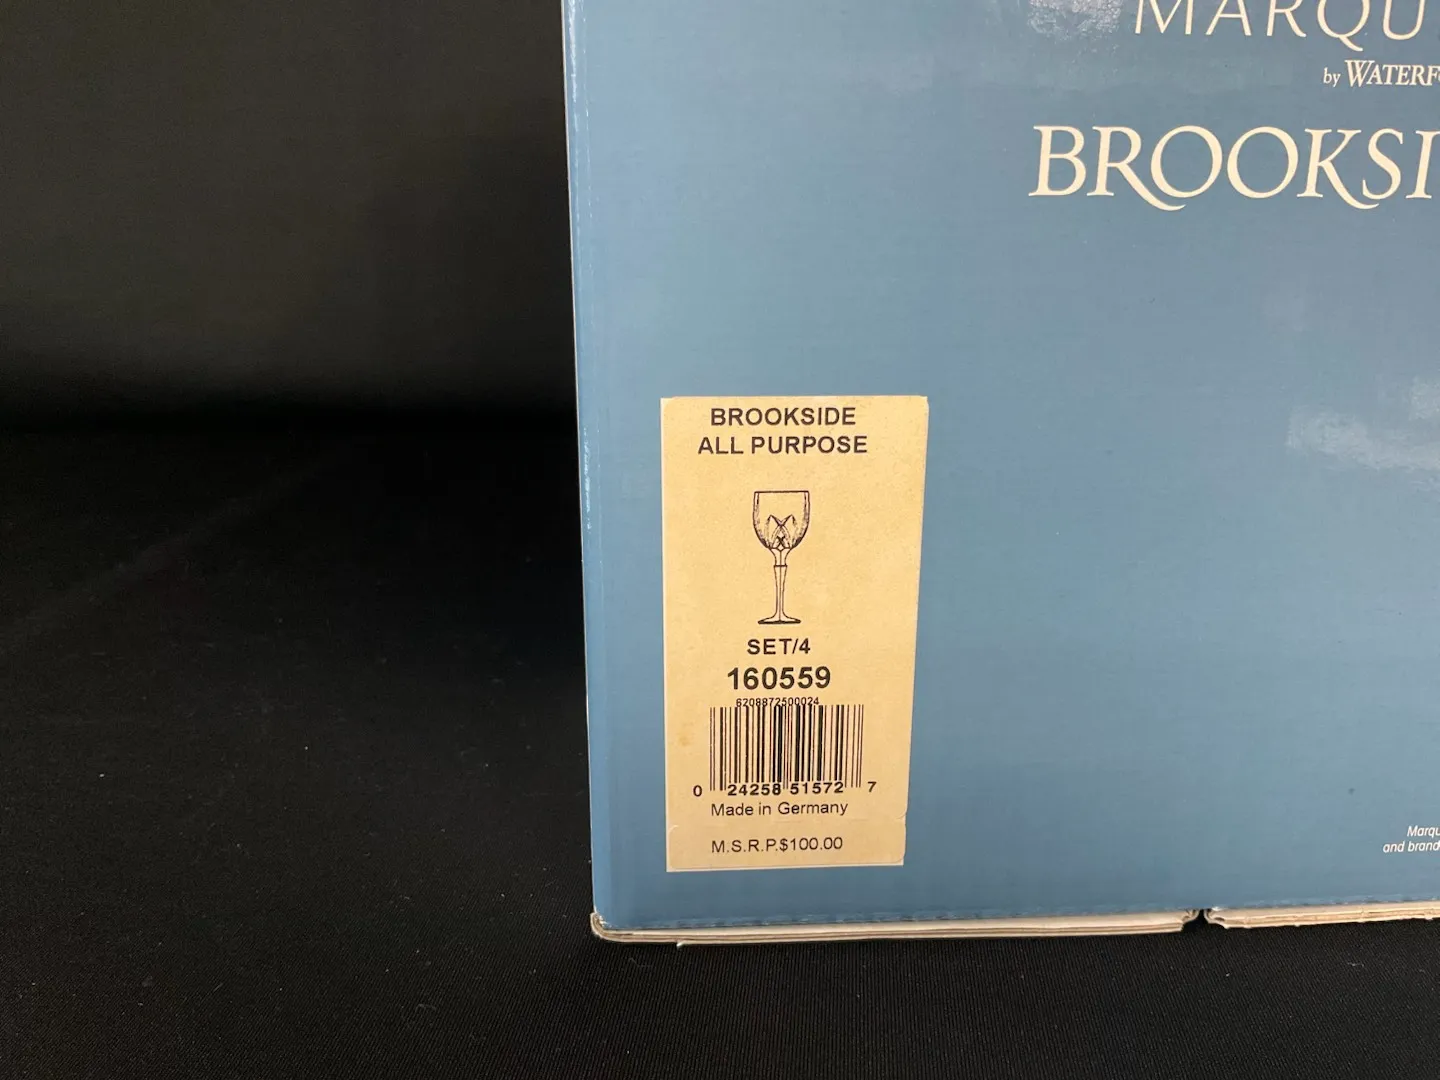 MARQU
by WATERF
BROOKSI
BROOKSIDE
ALL PURPOSE
SET/4
160559
6208872500024
0 24258 51572 7
Made in Germany
M.S.R.P.$100.00
Marqu
and brand